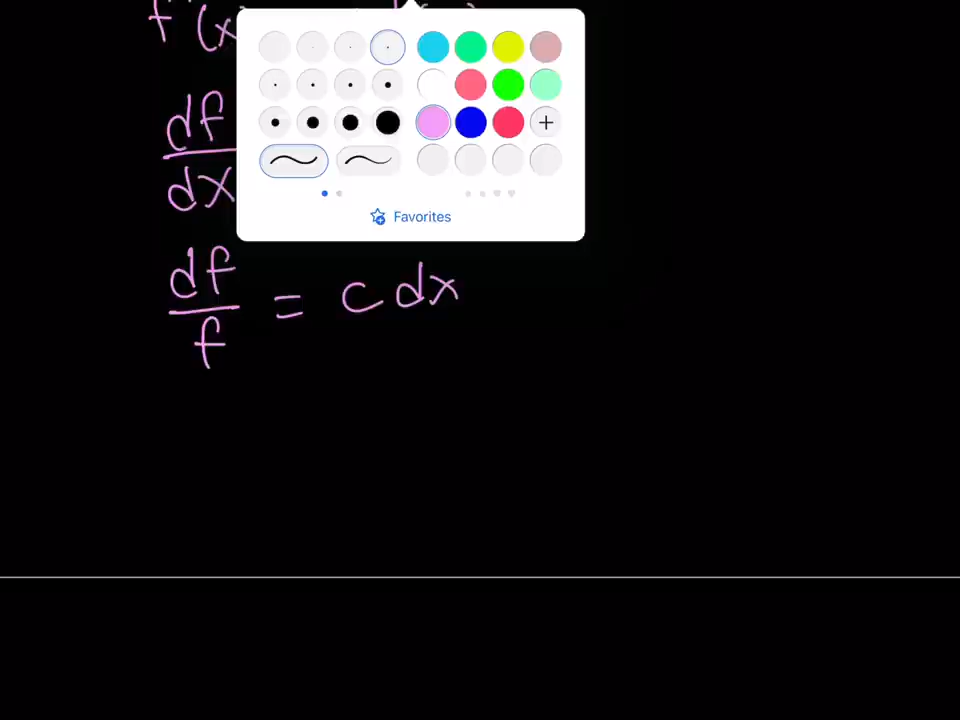 f'(x)
df/dx
Favorites
df/f = c dx